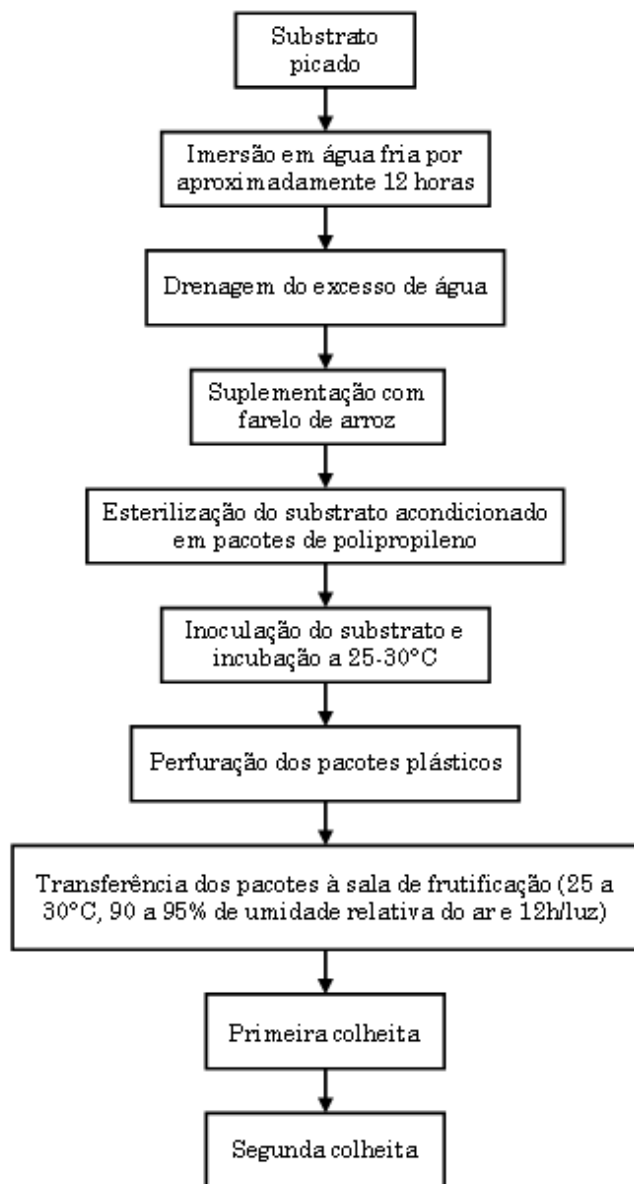 Substrato
picado
Imersão em água fria por
aproximadamente 12 horas
Drenagem do excesso de água
Suplementação com
farelo de arroz
Esterilização do substrato acondicionado
em pacotes de polipropileno
Inoculação do substrato e
incubação a 25-30°C
Perfuração dos pacotes plásticos
Transferência dos pacotes à sala de frutificação (25 a
30°C, 90 a 95% de umidade relativa do ar e 12h/luz)
Primeira colheita
Segunda colheita